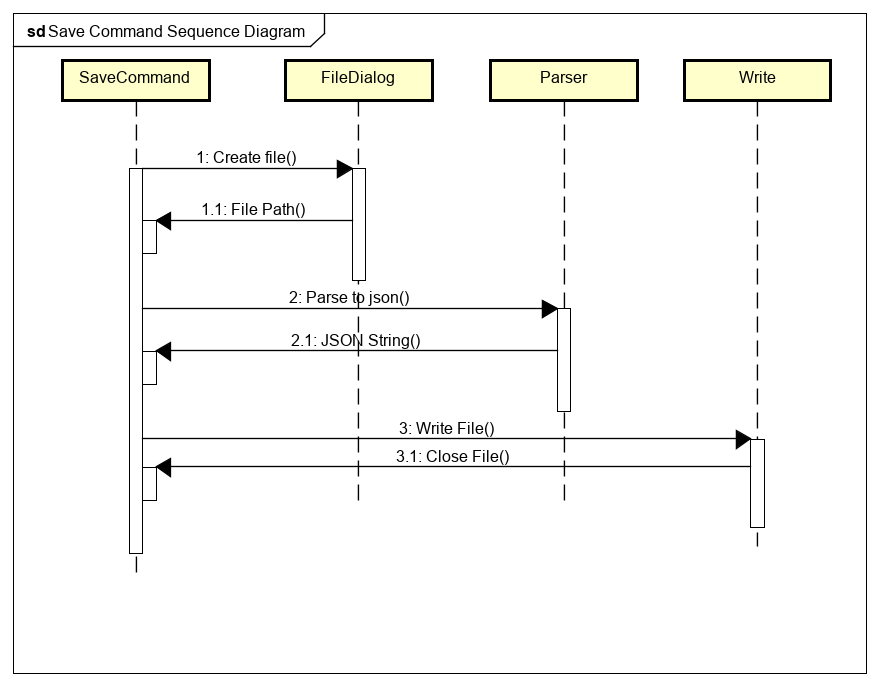 sd Save Command Sequence Diagram
SaveCommand
FileDialog
Parser
Write
1: Create file()
1.1: File Path()
2: Parse to json()
2.1: JSON String()
3: Write File()
3.1: Close File()